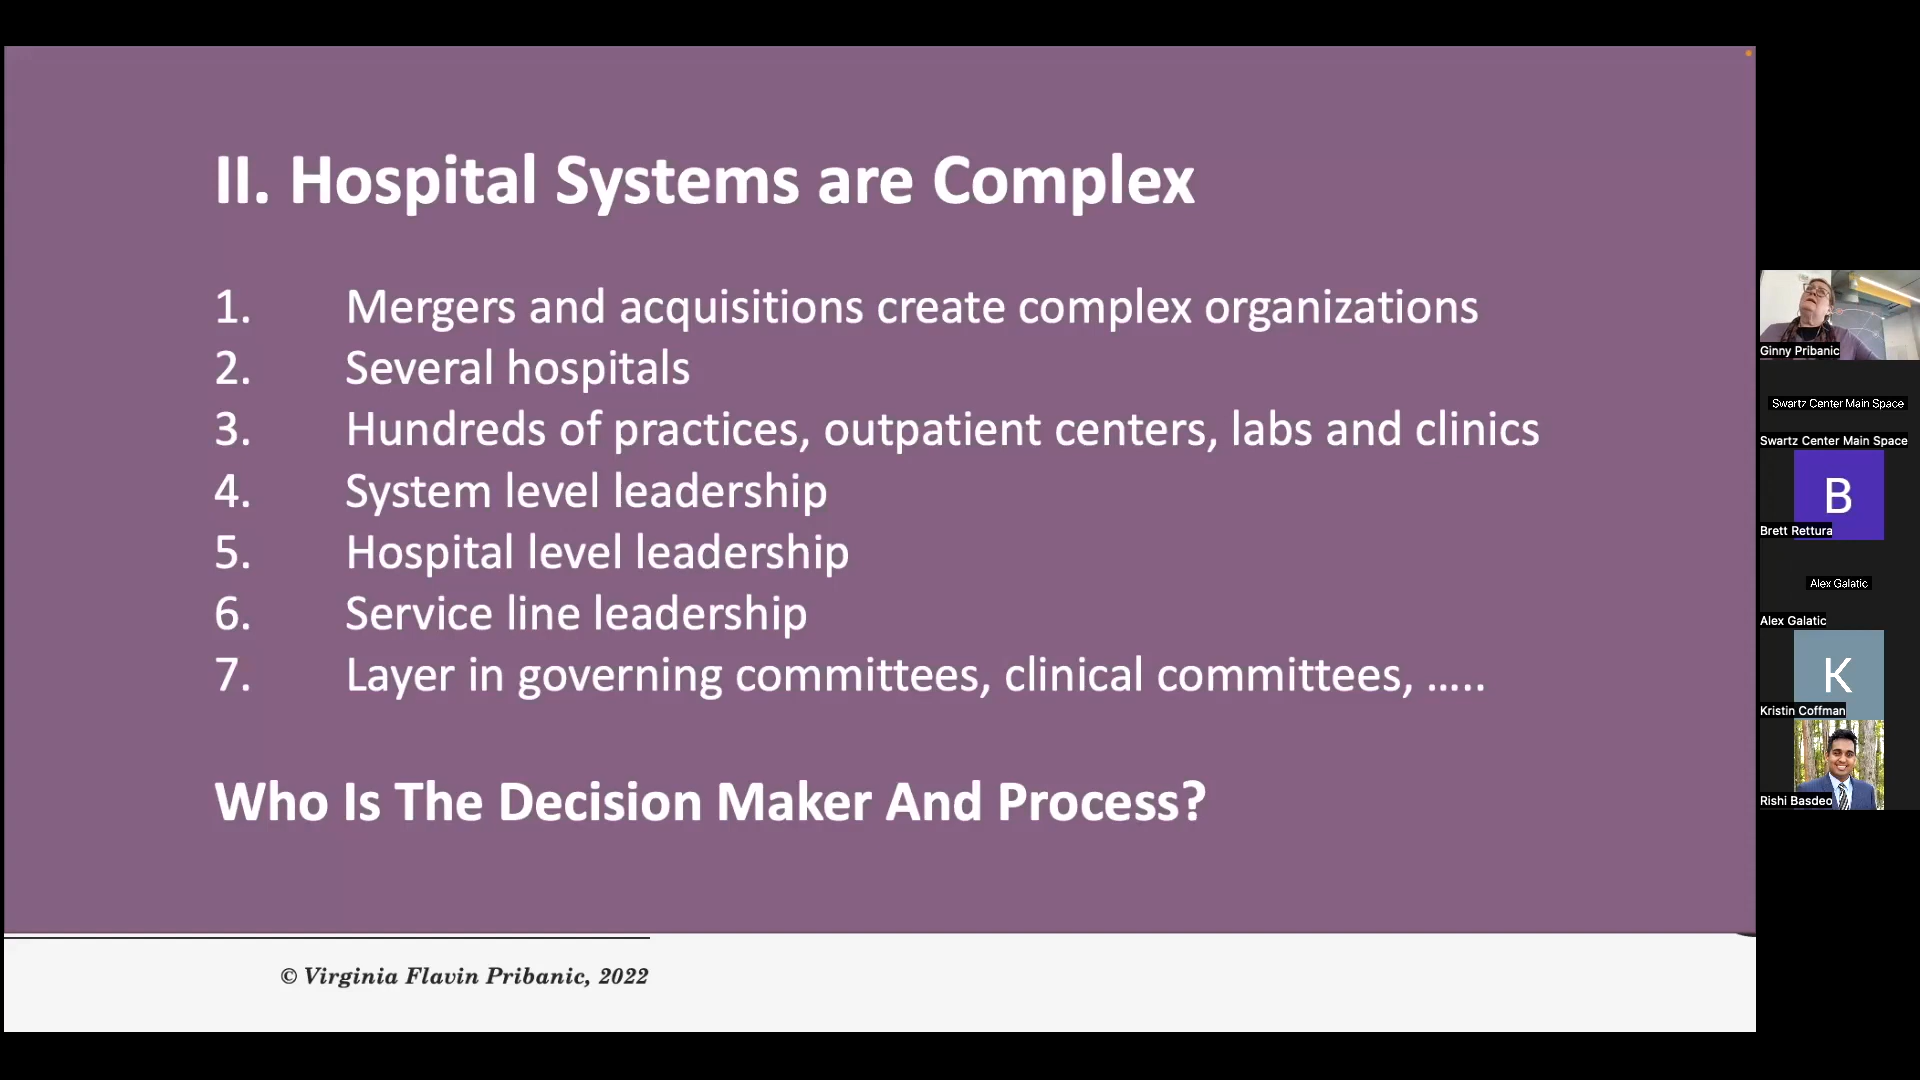 II. Hospital Systems are Complex
1. Mergers and acquisitions create complex organizations
2. Several hospitals
3. Hundreds of practices, outpatient centers, labs and clinics
4. System level leadership
5. Hospital level leadership
6. Service line leadership
7. Layer in governing committees, clinical committees, .....
Who Is The Decision Maker And Process?
© Virginia Flavin Pribanic, 2022
Ginny Pribanic
Swartz Center Main Space
Swartz Center Main Space
B
Brett Rettura
Alex Galatic
Alex Galatic
K
Kristin Coffman
Rishi Basdeo